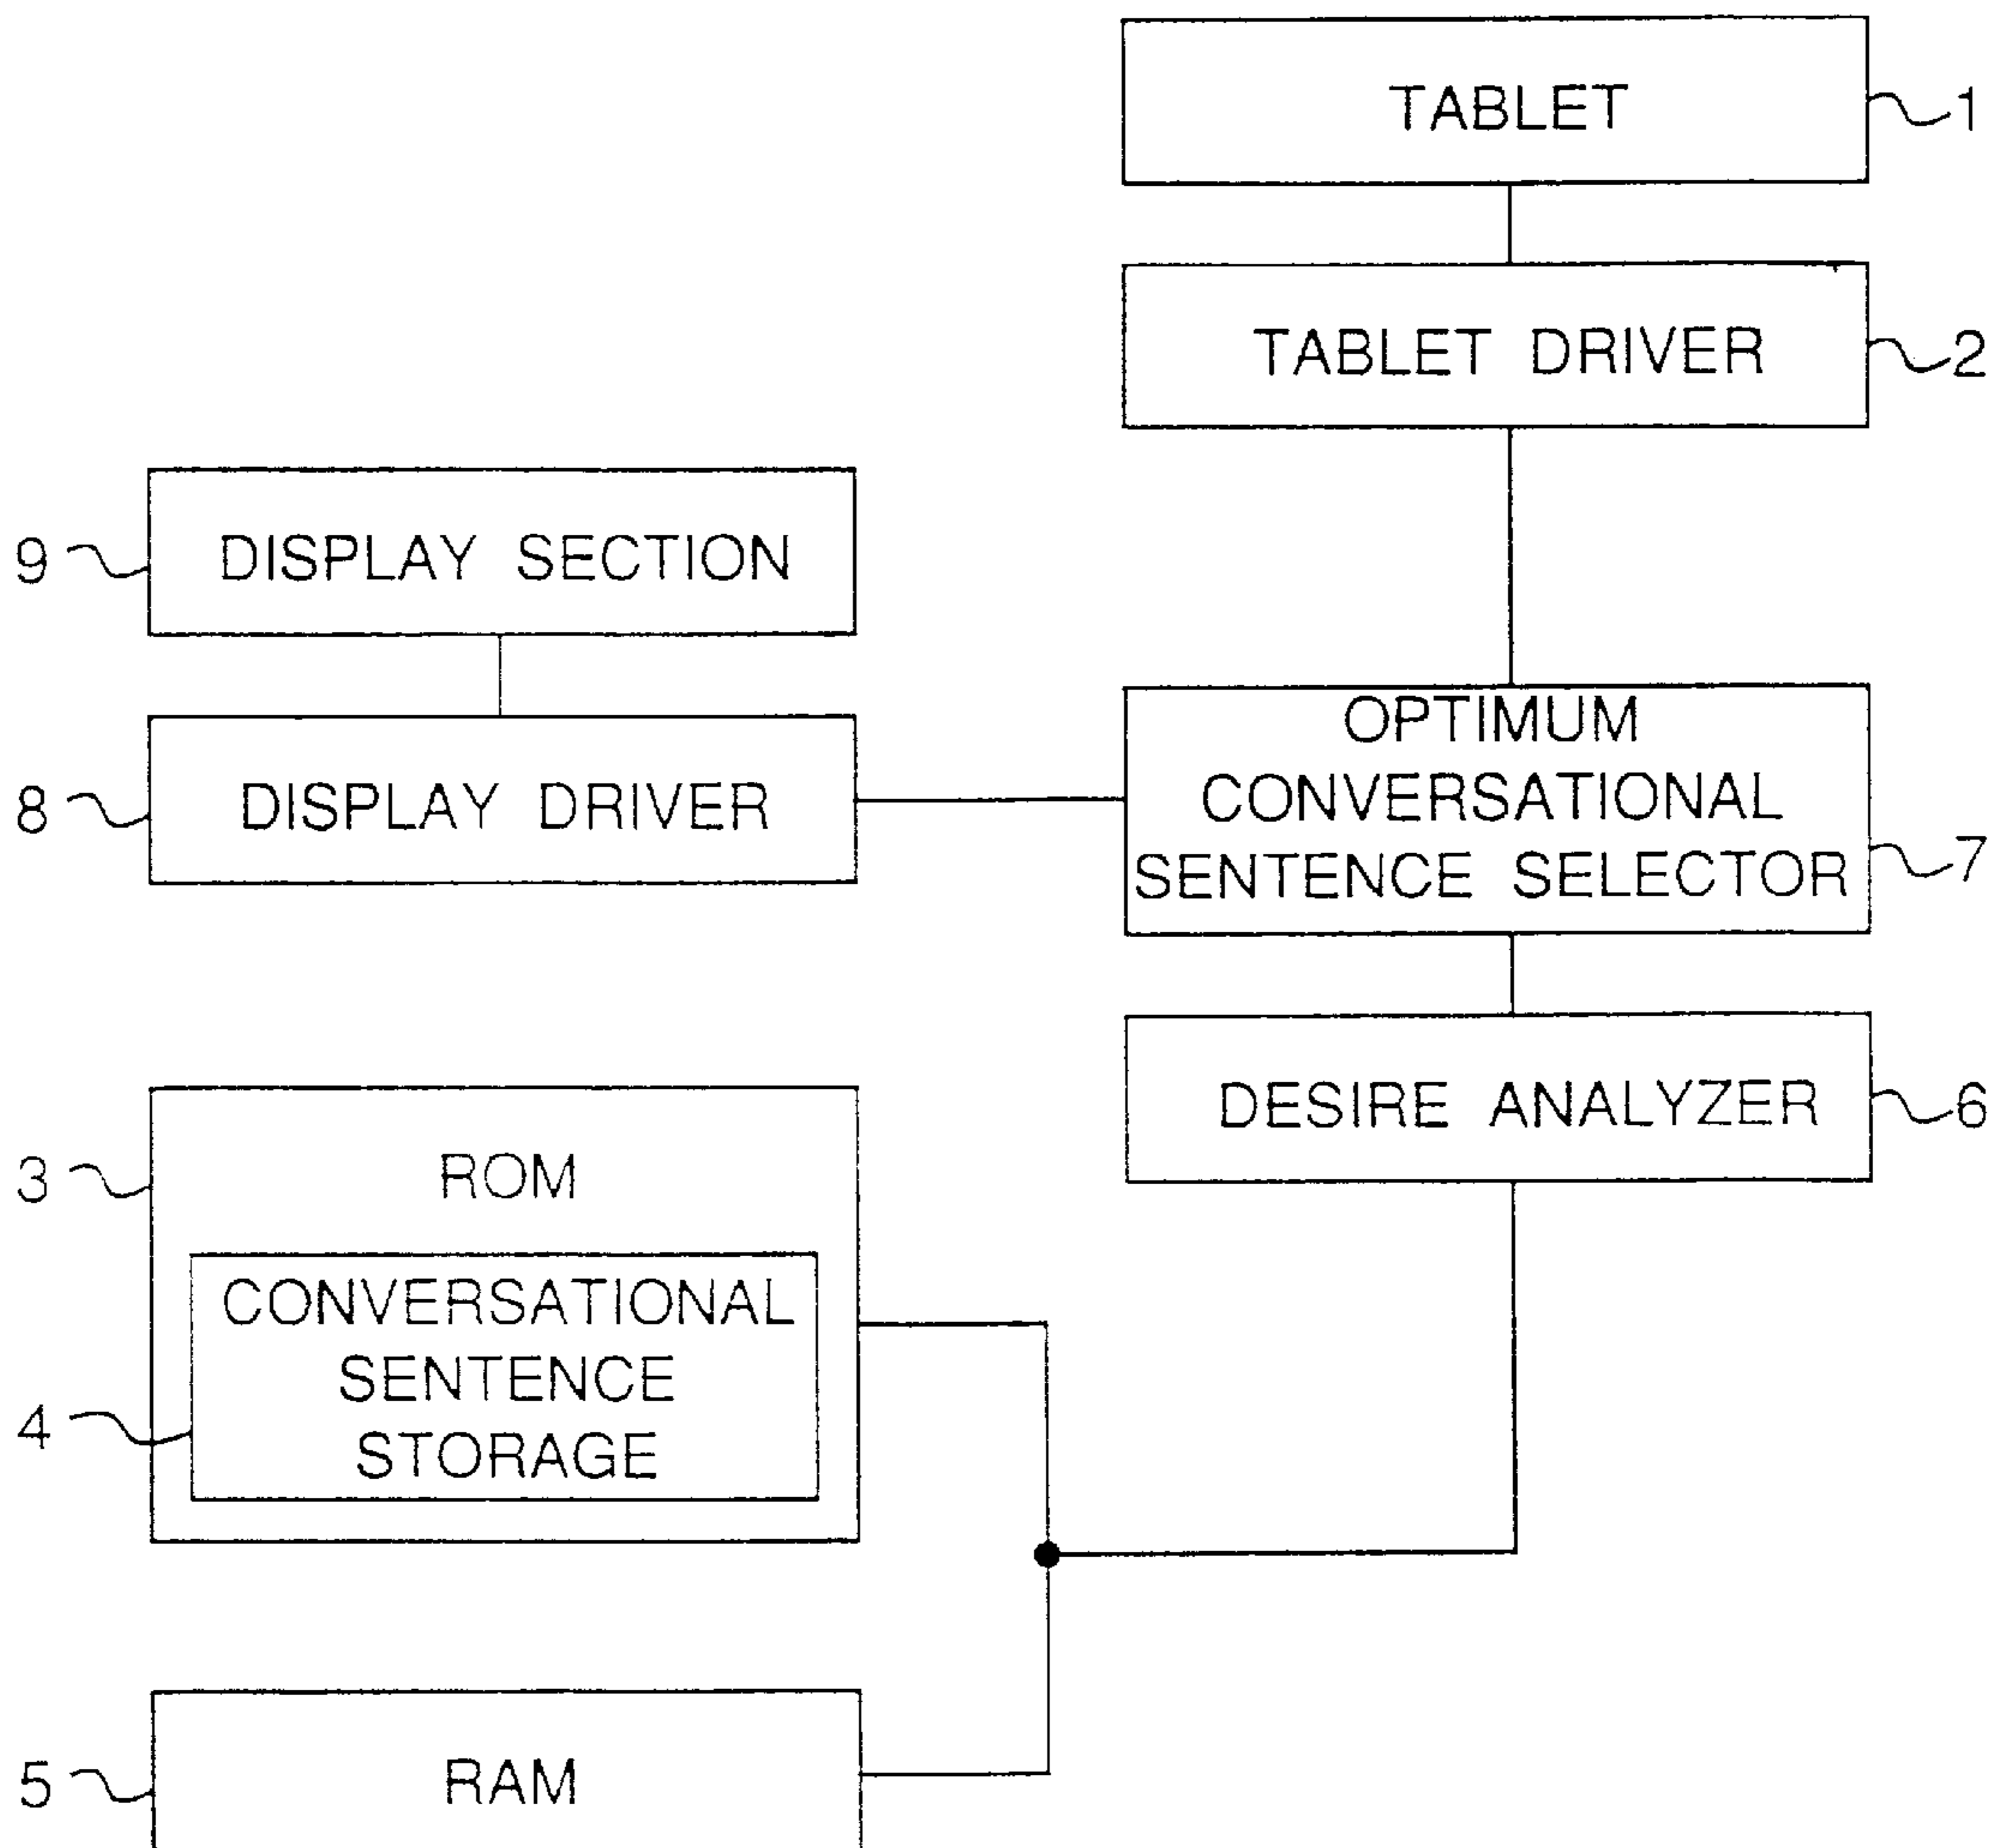 TABLET
1
TABLET DRIVER
2
9
DISPLAY SECTION
8
DISPLAY DRIVER
OPTIMUM
CONVERSATIONAL
SENTENCE SELECTOR
7
DESIRE ANALYZER
6
3
ROM
4
CONVERSATIONAL
SENTENCE
STORAGE
5
RAM